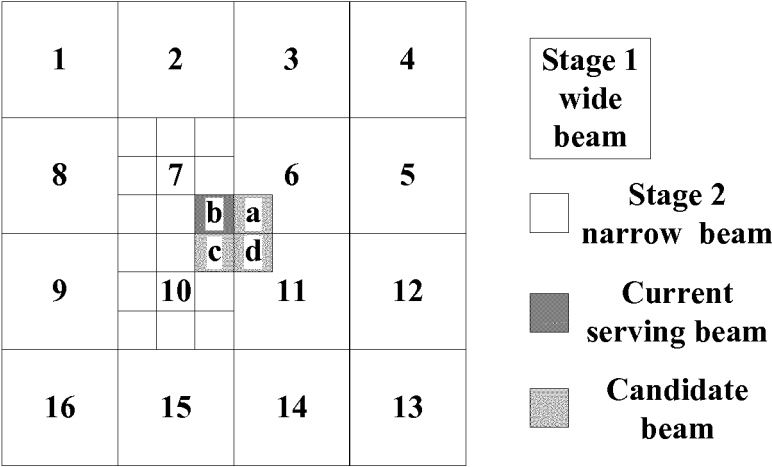 1 2 3 4
8 7 6 5
b a
c d
9 10 11 12
16 15 14 13
Stage 1
wide
beam
Stage 2
narrow beam
Current
serving beam
Candidate
beam